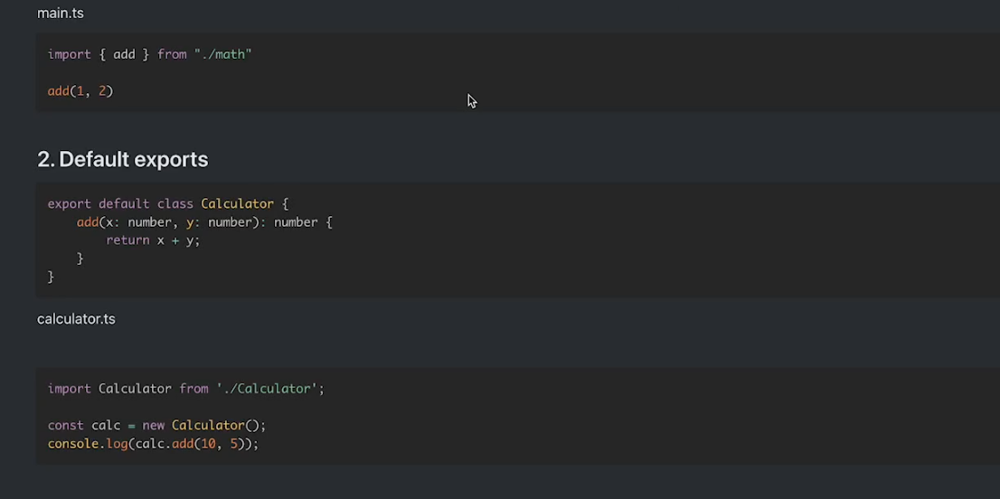 main.ts
import { add } from "./math"
add(1, 2)
2. Default exports
export default class Calculator {
    add(x: number, y: number): number {
        return x + y;
    }
}
calculator.ts
import Calculator from './Calculator';
const calc = new Calculator();
console.log(calc.add(10, 5));